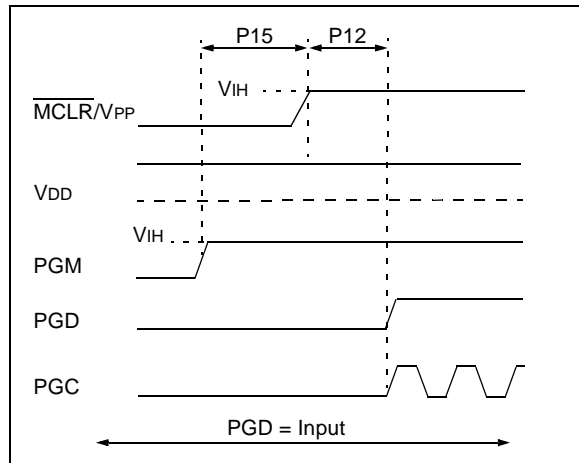 P15 P12
VIH
MCLR/VPP
VDD
VIH
PGM
PGD
PGC
PGD = Input